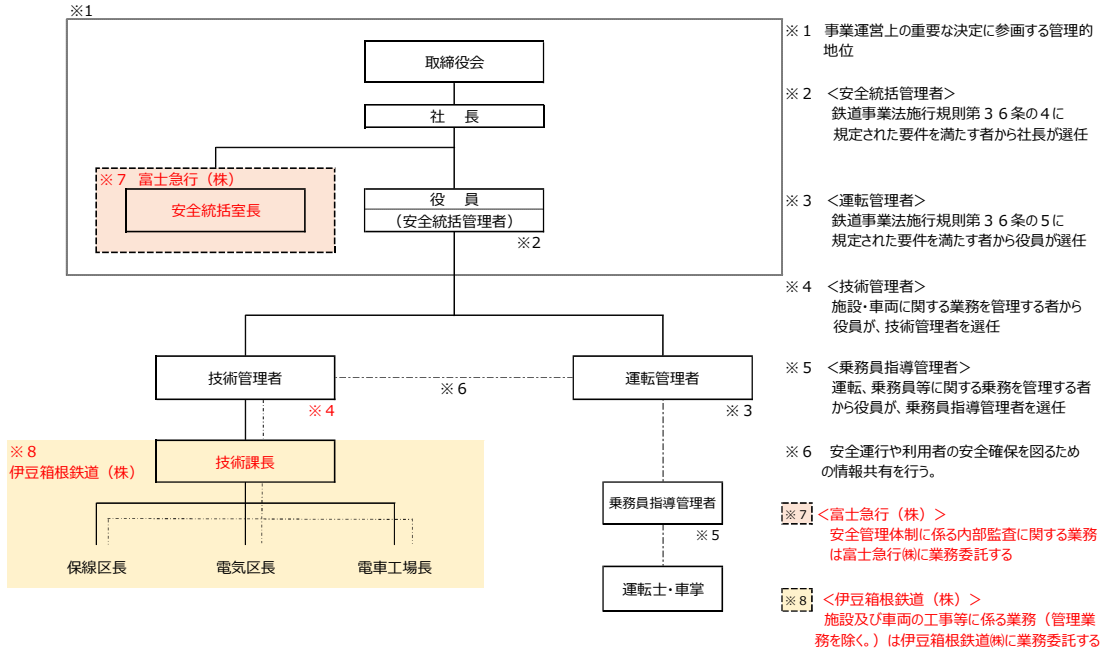 ※1
取締役会
社　長
※７ 富士急行（株）
安全統括室長
役　員
（安全統括管理者）
※2
技術管理者
※６
運転管理者
※４
※３
※８
伊豆箱根鉄道（株）
技術課長
保線区長
電気区長
電車工場長
乗務員指導管理者
※５
運転士・車掌
※１ 事業運営上の重要な決定に参画する管理的
地位
※２ ＜安全統括管理者＞
鉄道事業法施行規則第３６条の４に
規定された要件を満たす者から社長が選任
※３ ＜運転管理者＞
鉄道事業法施行規則第３６条の５に
規定された要件を満たす者から役員が選任
※４ ＜技術管理者＞
施設・車両に関する業務を管理する者から
役員が、技術管理者を選任
※５ ＜乗務員指導管理者＞
運転、乗務員等に関する乗務を管理する者
から役員が、乗務員指導管理者を選任
※６ 安全運行や利用者の安全確保を図るため
の情報共有を行う。
※７ ＜富士急行（株）＞
安全管理体制に係る内部監査に関する業務
は富士急行㈱に業務委託する
※８ ＜伊豆箱根鉄道（株）＞
施設及び車両の工事等に係る業務（管理業
務を除く。）は伊豆箱根鉄道㈱に業務委託する